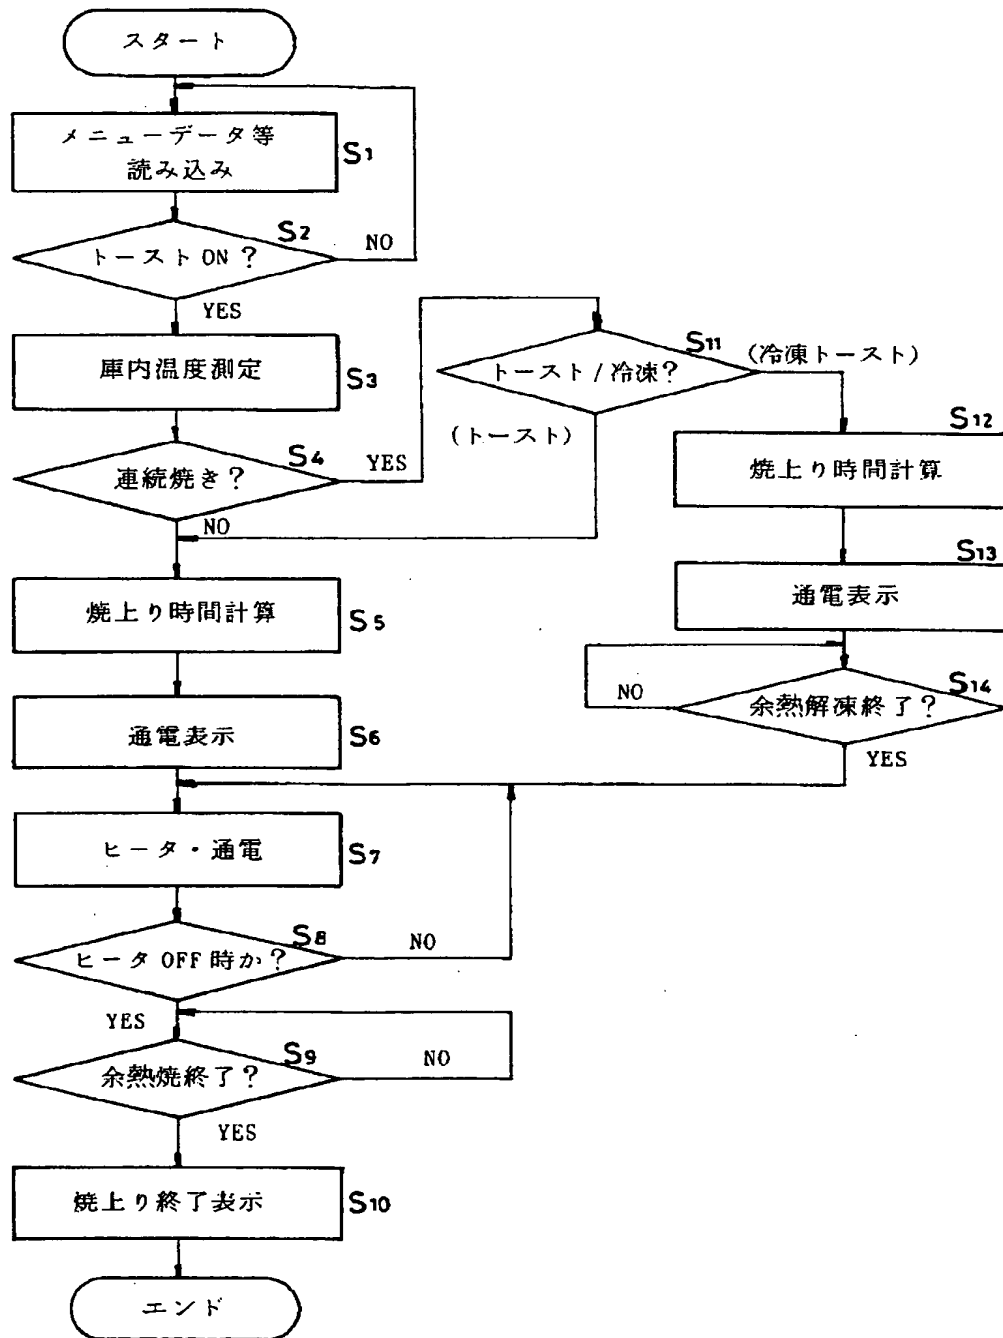 スタート
メニューデータ等
読み込み
S1
トースト ON ?
S2
NO
YES
庫内温度測定
S3
連続焼き?
S4
YES
NO
トースト / 冷凍?
S11
(冷凍トースト)
(トースト)
焼上り時間計算
S12
通電表示
S13
余熱解凍終了?
S14
NO
YES
焼上り時間計算
S5
通電表示
S6
ヒータ・通電
S7
ヒータ OFF 時か?
S8
NO
YES
余熱焼終了?
S9
NO
YES
焼上り終了表示
S10
エンド